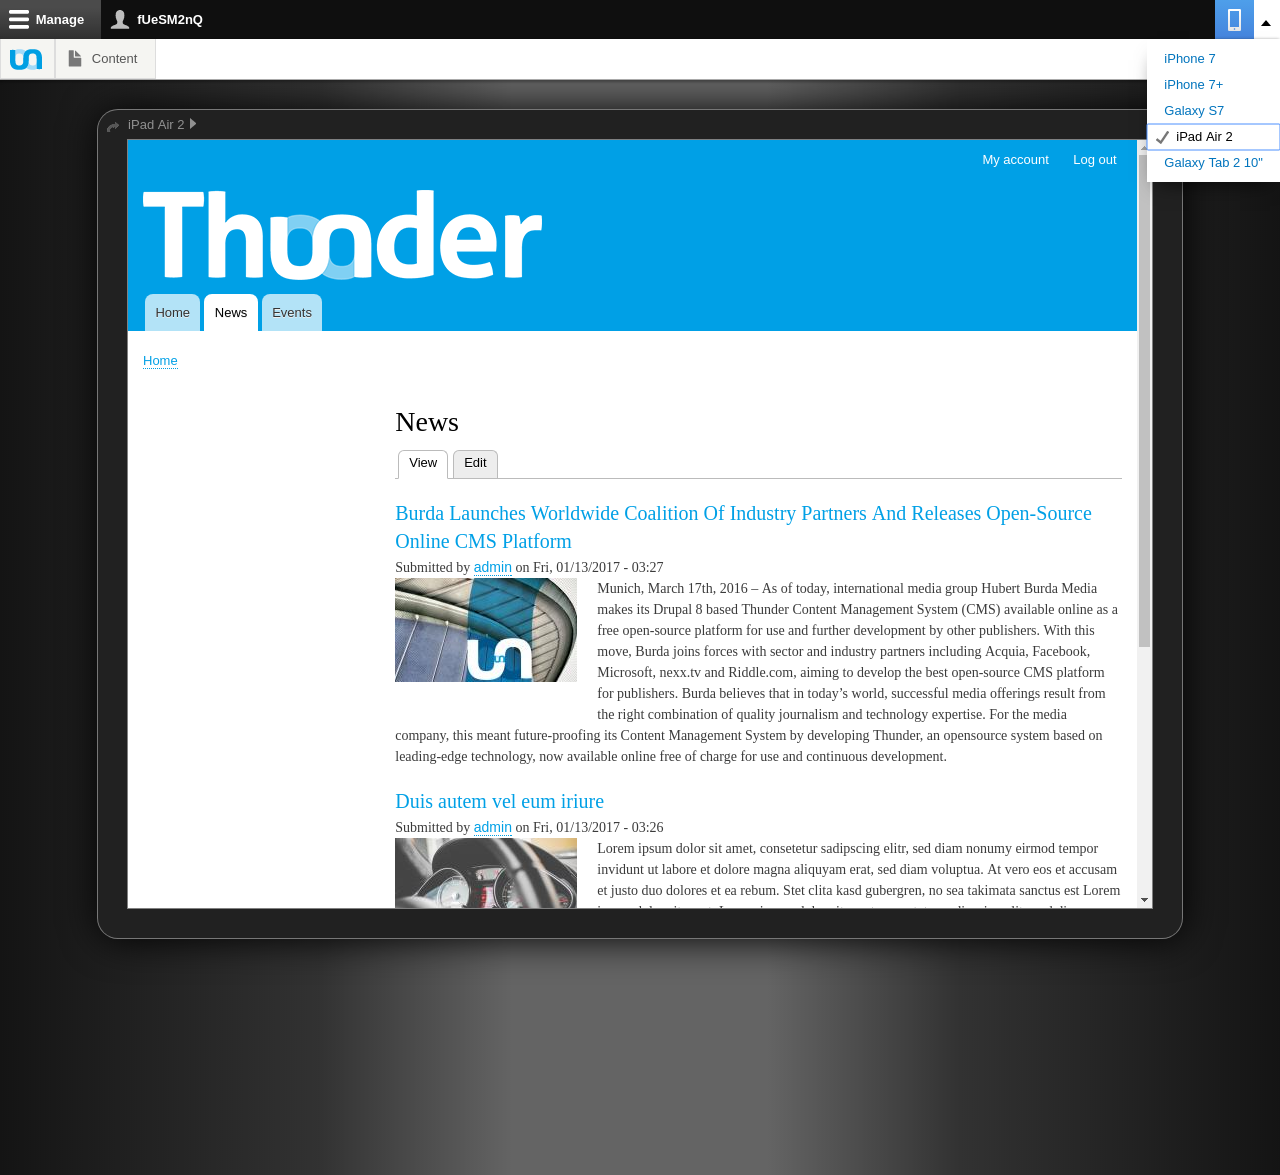 Manage
fUeSM2nQ
Content
iPhone 7
iPhone 7+
Galaxy S7
iPad Air 2
Galaxy Tab 2 10"
iPad Air 2
My account Log out
Thunder
Home News Events
Home
News
View Edit
Burda Launches Worldwide Coalition Of Industry Partners And Releases Open-Source
Online CMS Platform
Submitted by admin on Fri, 01/13/2017 - 03:27
Munich, March 17th, 2016 – As of today, international media group Hubert Burda Media
makes its Drupal 8 based Thunder Content Management System (CMS) available online as a
free open-source platform for use and further development by other publishers. With this
move, Burda joins forces with sector and industry partners including Acquia, Facebook,
Microsoft, nexx.tv and Riddle.com, aiming to develop the best open-source CMS platform
for publishers. Burda believes that in today’s world, successful media offerings result from
the right combination of quality journalism and technology expertise. For the media
company, this meant future-proofing its Content Management System by developing Thunder, an opensource system based on
leading-edge technology, now available online free of charge for use and continuous development.
Duis autem vel eum iriure
Submitted by admin on Fri, 01/13/2017 - 03:26
Lorem ipsum dolor sit amet, consetetur sadipscing elitr, sed diam nonumy eirmod tempor
invidunt ut labore et dolore magna aliquyam erat, sed diam voluptua. At vero eos et accusam
et justo duo dolores et ea rebum. Stet clita kasd gubergren, no sea takimata sanctus est Lorem